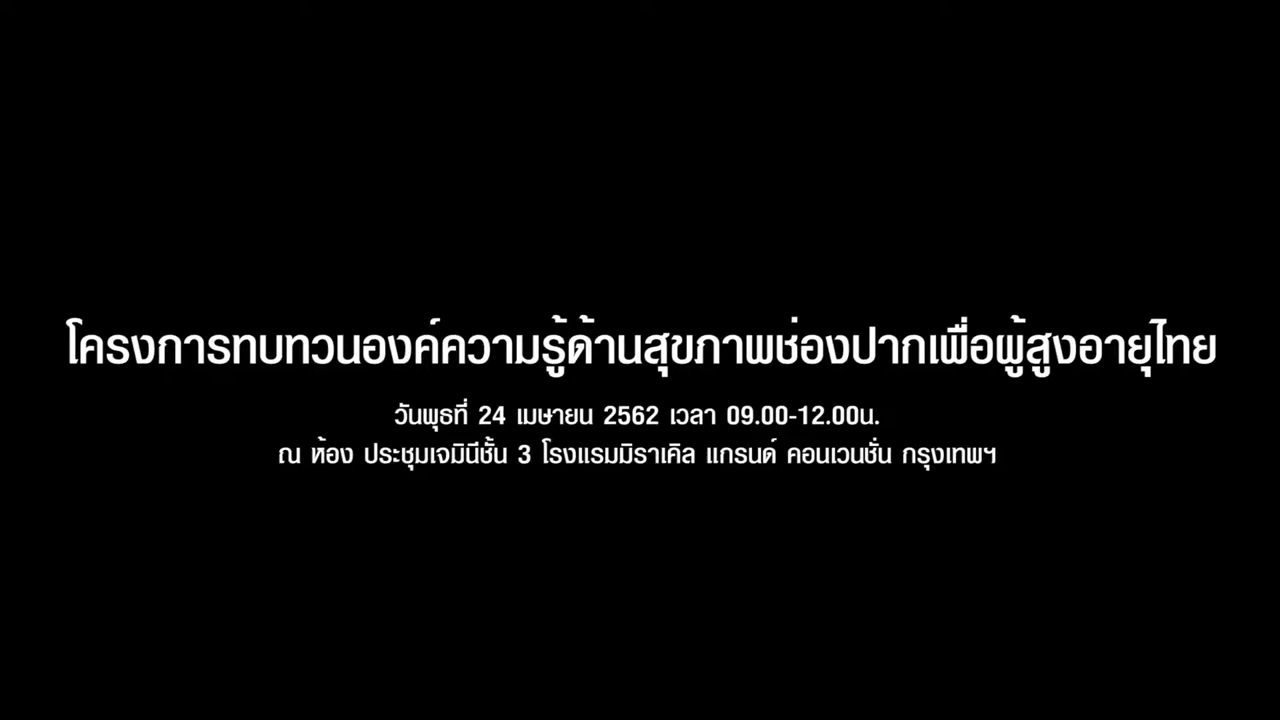 โครงการทบทวนองค์ความรู้ด้านสุขภาพช่องปากเพื่อผู้สูงอายุไทย
วันพุธที่ 24 เมษายน 2562 เวลา 09.00-12.00น.
ณ ห้อง ประชุมเจมินีชั้น 3 โรงแรมมิราเคิล แกรนด์ คอนเวนชั่น กรุงเทพฯ